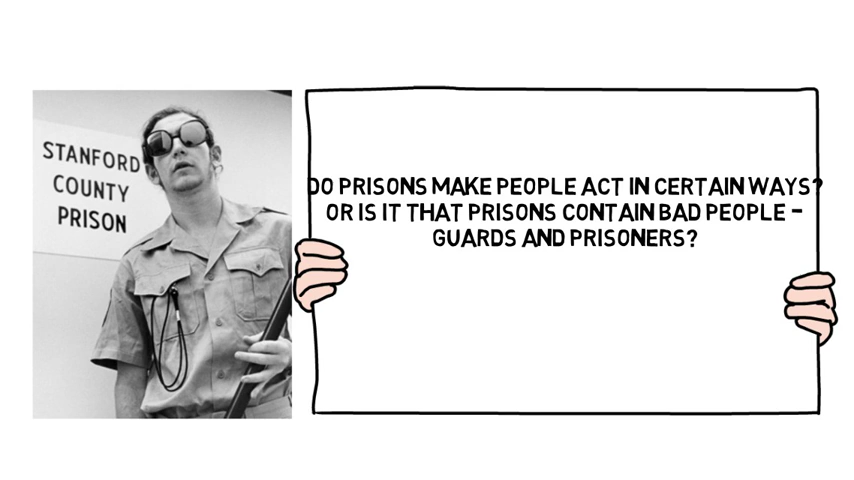 STANFORD
COUNTY
PRISON
DO PRISONS MAKE PEOPLE ACT IN CERTAIN WAYS?
OR IS IT THAT PRISONS CONTAIN BAD PEOPLE -
GUARDS AND PRISONERS?